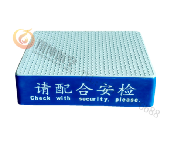 请配合安检
Check with security, please.